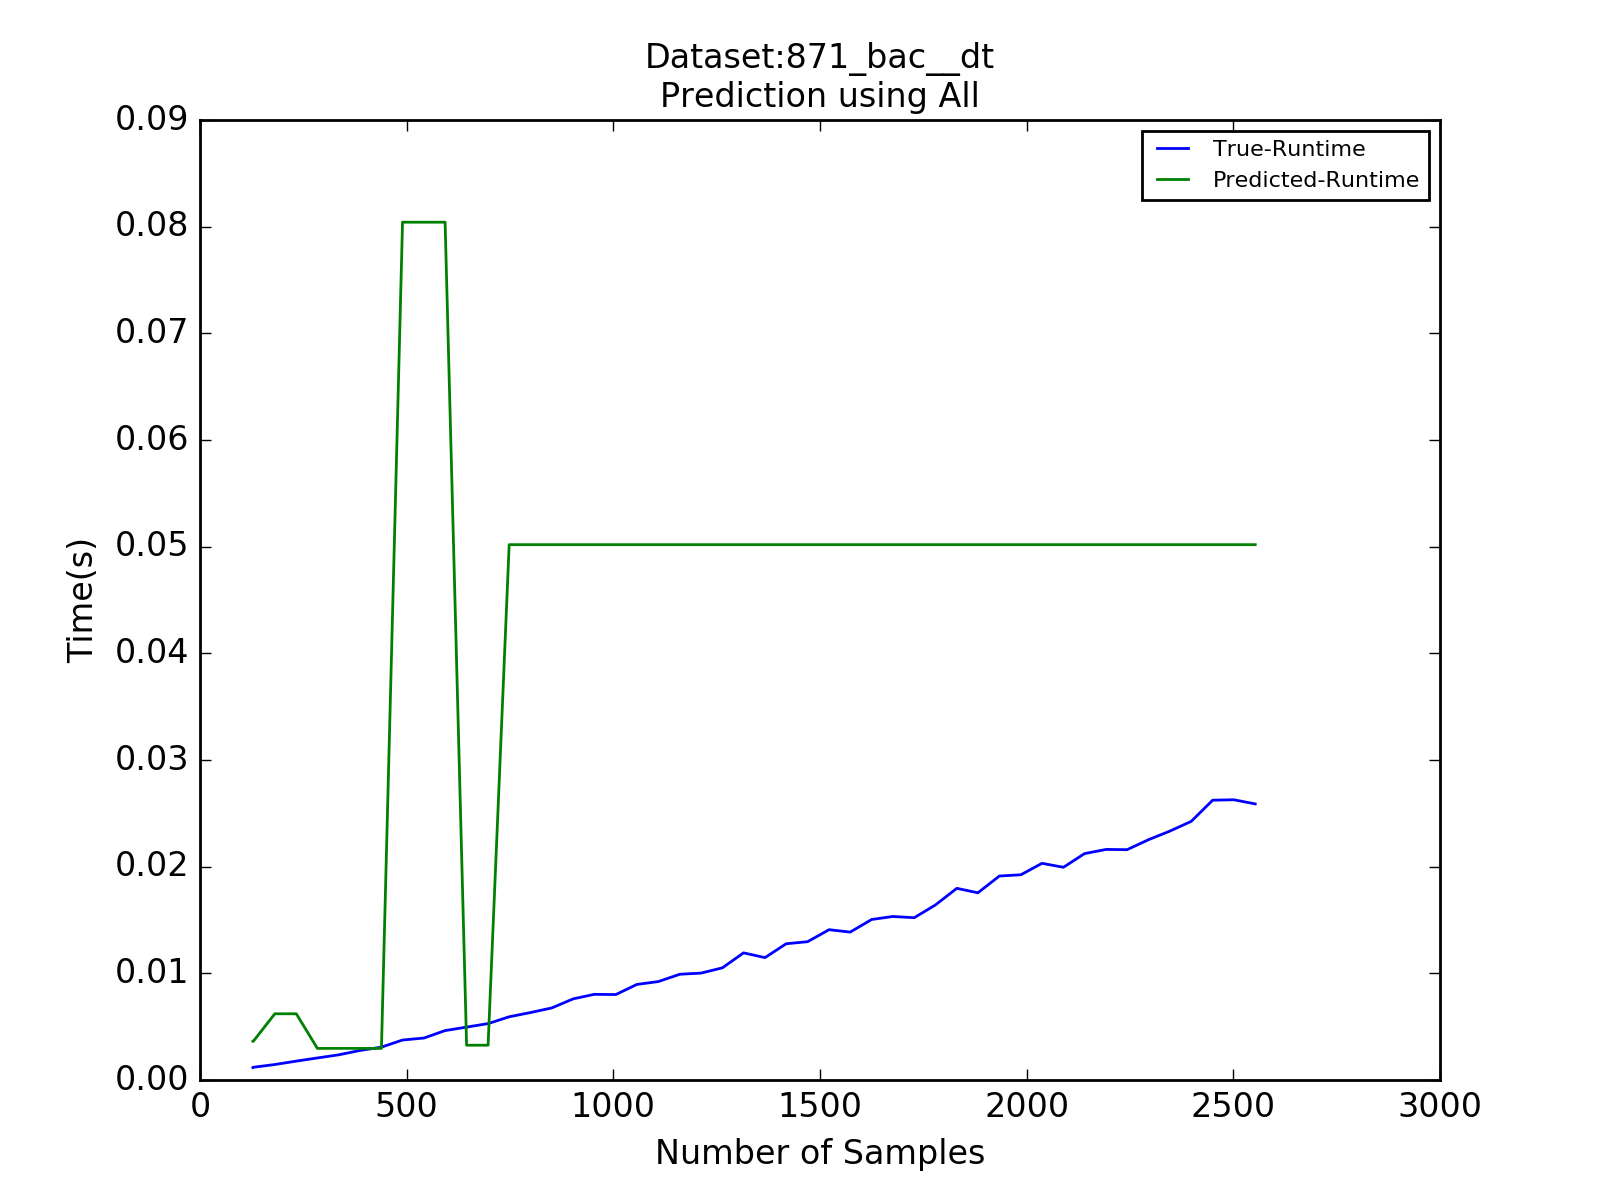 Dataset:871_bac__dt
Prediction using All
0.09
0.08
0.07
0.06
0.05
0.04
0.03
0.02
0.01
0.00
Time(s)
True-Runtime
Predicted-Runtime
0 500 1000 1500 2000 2500 3000
Number of Samples